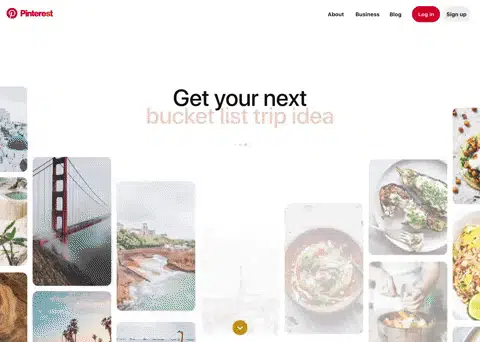 Pinterest
About
Business
Blog
Log in
Sign up
Get your next
bucket list trip idea